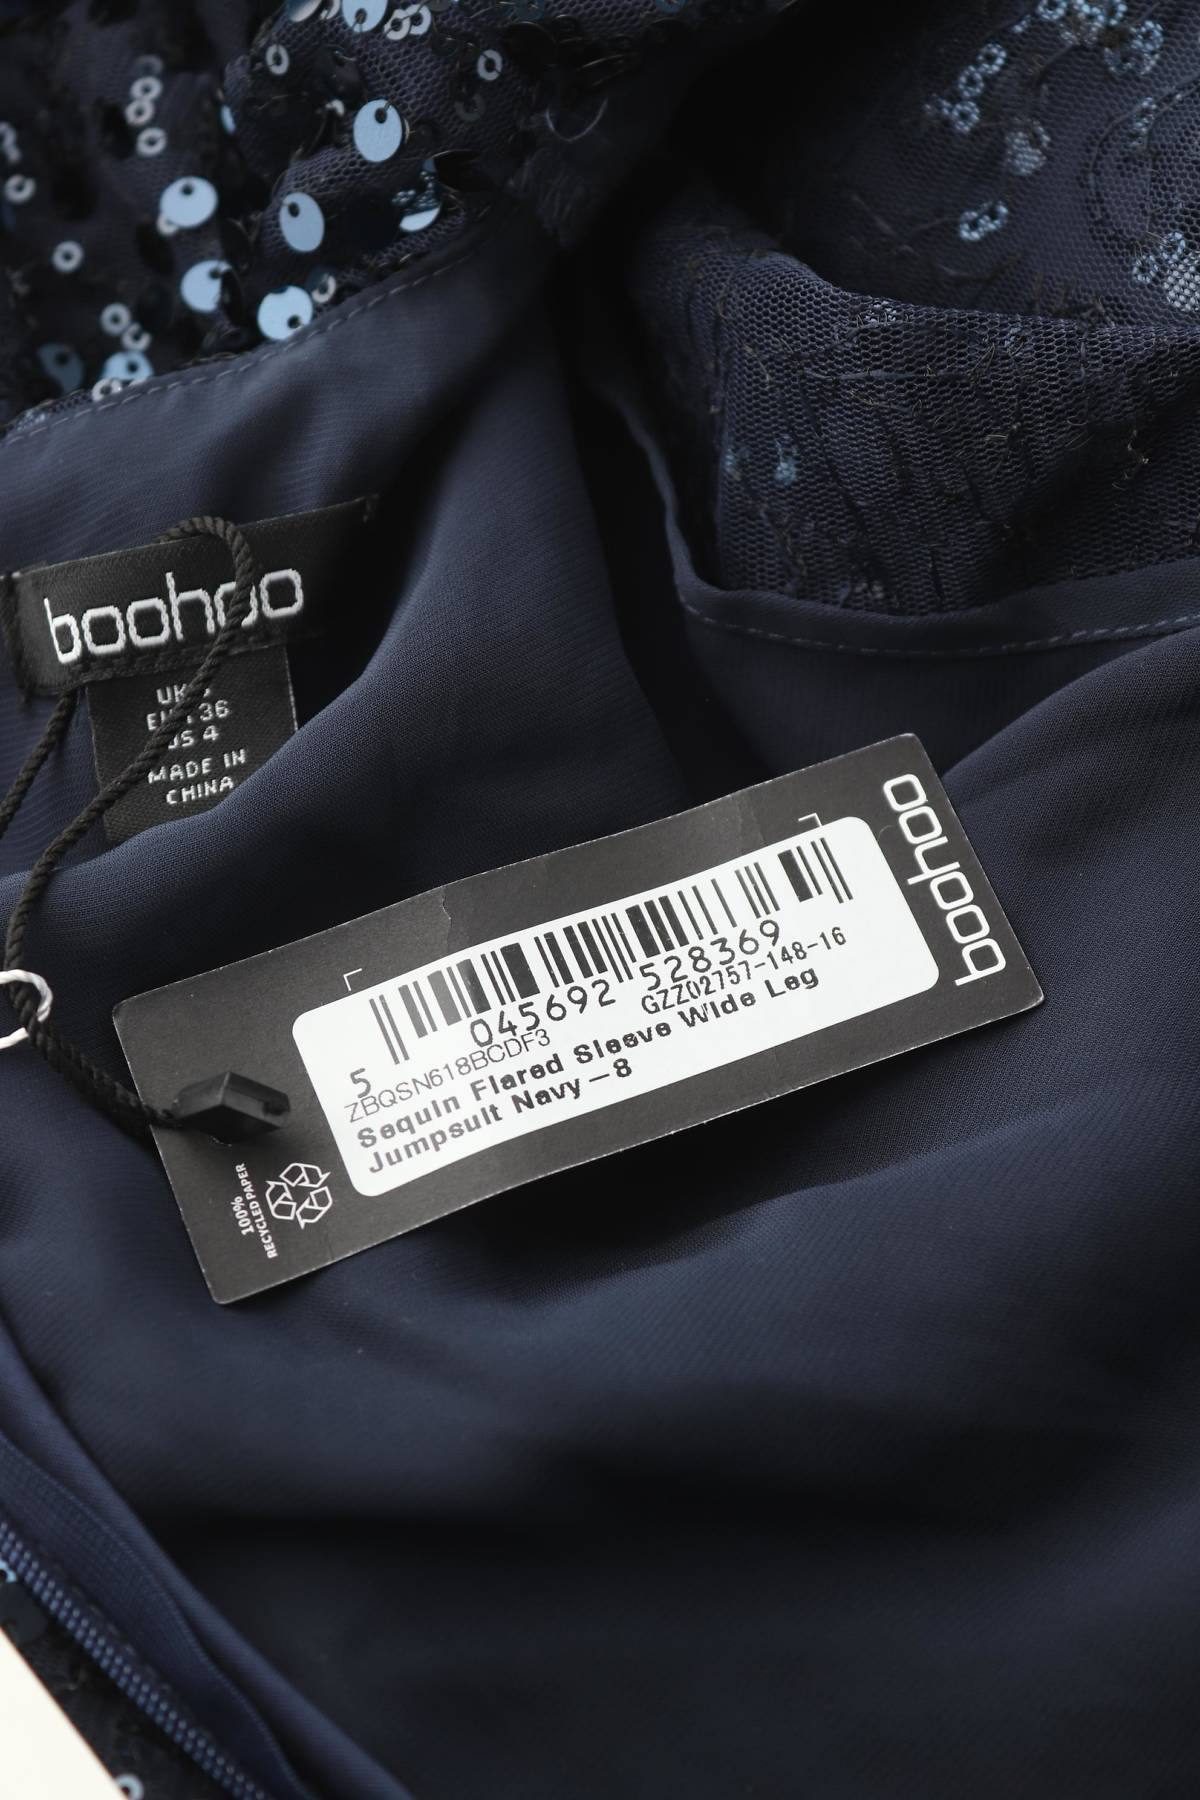 boohoo
UK
EU 36
US 4
MADE IN
CHINA
boohoo
5 045692 528369
ZBQSN618BCDF3 GZZ02757-148-16
Sequin Flared Sleeve Wide Leg
Jumpsuit Navy-8
100%
RECYCLED PAPER